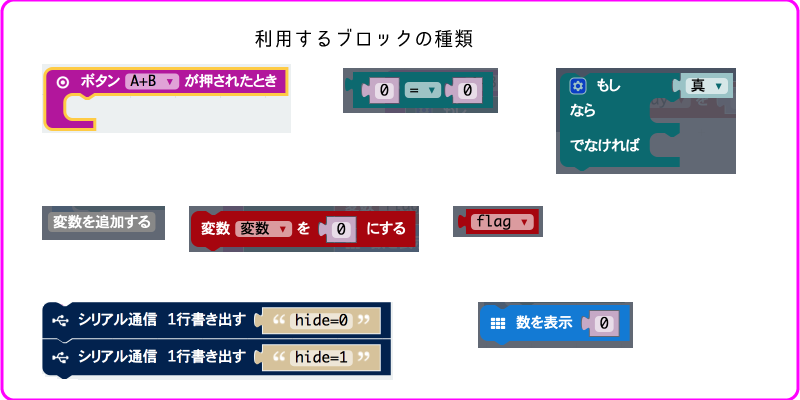 利用するブロックの種類
ボタン A+B ▼ が押されたとき
0 = ▼ 0
もし 真 ▼
なら
でなければ
変数を追加する
変数 変数 ▼ を 0 にする
flag ▼
シリアル通信 1行書き出す “ hide=0 ”
シリアル通信 1行書き出す “ hide=1 ”
数を表示 0